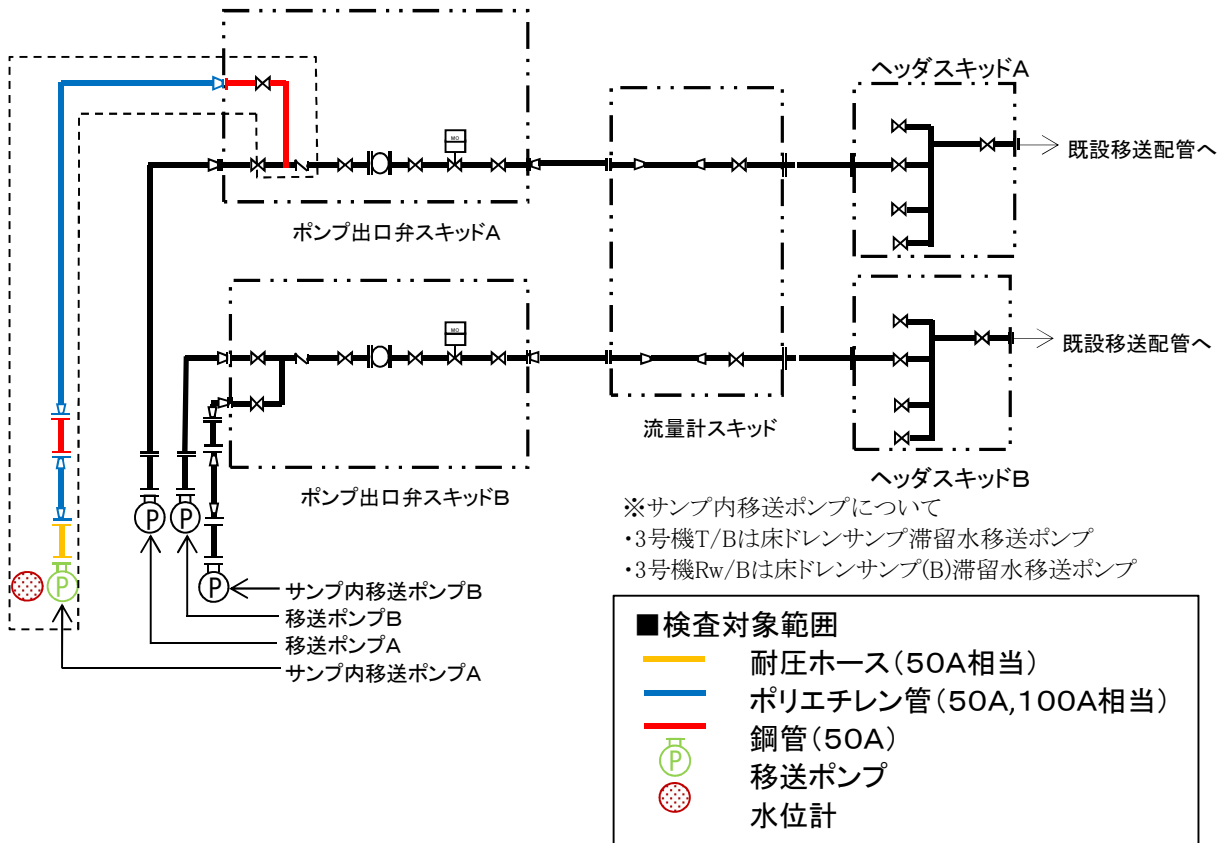 ヘッダスキッドA
既設移送配管へ
MO
ポンプ出口弁スキッドA
MO
既設移送配管へ
流量計スキッド
ポンプ出口弁スキッドB
ヘッダスキッドB
※サンプ内移送ポンプについて
・3号機T/Bは床ドレンサンプ滞留水移送ポンプ
・3号機Rw/Bは床ドレンサンプ(B)滞留水移送ポンプ
P
P
P
P
サンプ内移送ポンプB
移送ポンプB
移送ポンプA
サンプ内移送ポンプA
■検査対象範囲
耐圧ホース(50A相当)
ポリエチレン管(50A,100A相当)
鋼管(50A)
P
移送ポンプ
水位計